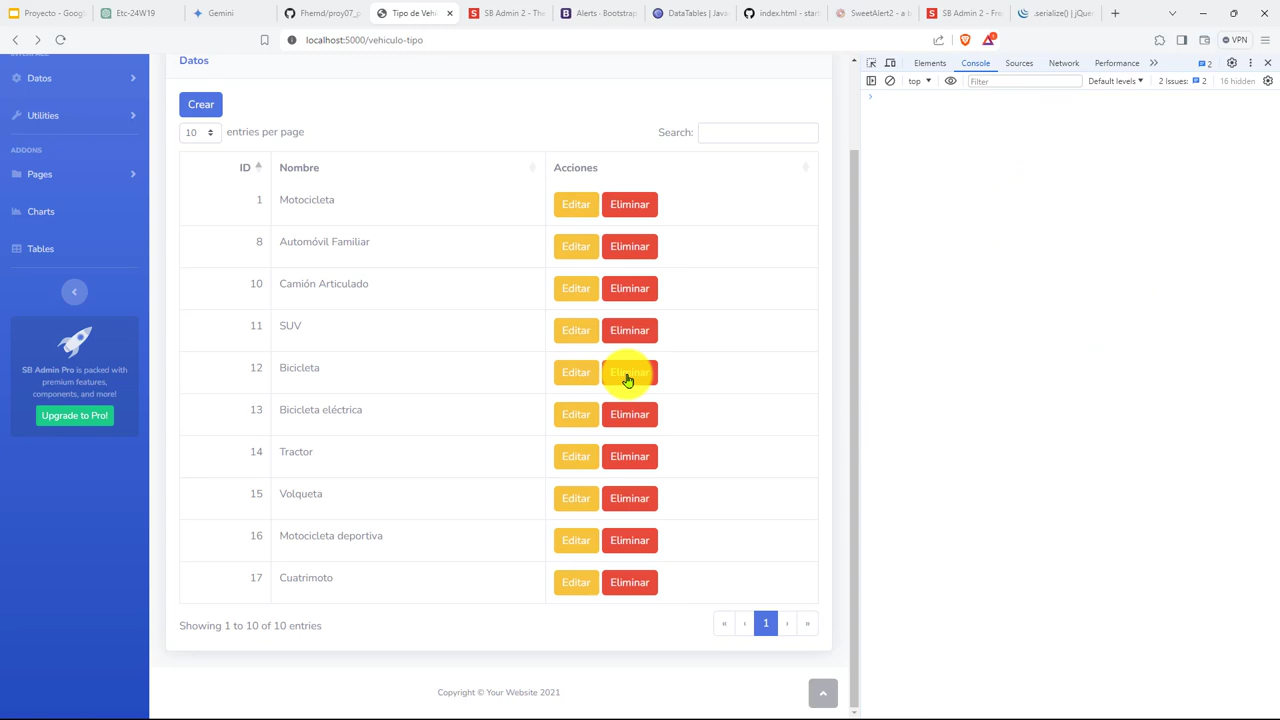 Proyecto - Goog
Etc-24W19
Gemini
Fhernd/proy07_p
Tipo de Vehí
SB Admin 2 - The
Alerts · Bootstrap
DataTables | Javasc
index.html - start
SweetAlert2 - a b
SB Admin 2 - Fre
.serialize() | jQuer
localhost:5000/vehiculo-tipo
VPN
Elements
Console
Sources
Network
Performance
2
top
Filter
Default levels
2 Issues:
2
16 hidden
INTERFACE
Datos
Utilities
ADDONS
Pages
Charts
Tables
SB Admin Pro is packed with
premium features,
components, and more!
Upgrade to Pro!
Datos
Crear
10 entries per page
Search:
ID Nombre Acciones
1 Motocicleta Editar Eliminar
8 Automóvil Familiar Editar Eliminar
10 Camión Articulado Editar Eliminar
11 SUV Editar Eliminar
12 Bicicleta Editar Eliminar
13 Bicicleta eléctrica Editar Eliminar
14 Tractor Editar Eliminar
15 Volqueta Editar Eliminar
16 Motocicleta deportiva Editar Eliminar
17 Cuatrimoto Editar Eliminar
Showing 1 to 10 of 10 entries
« ‹ 1 › »
Copyright © Your Website 2021